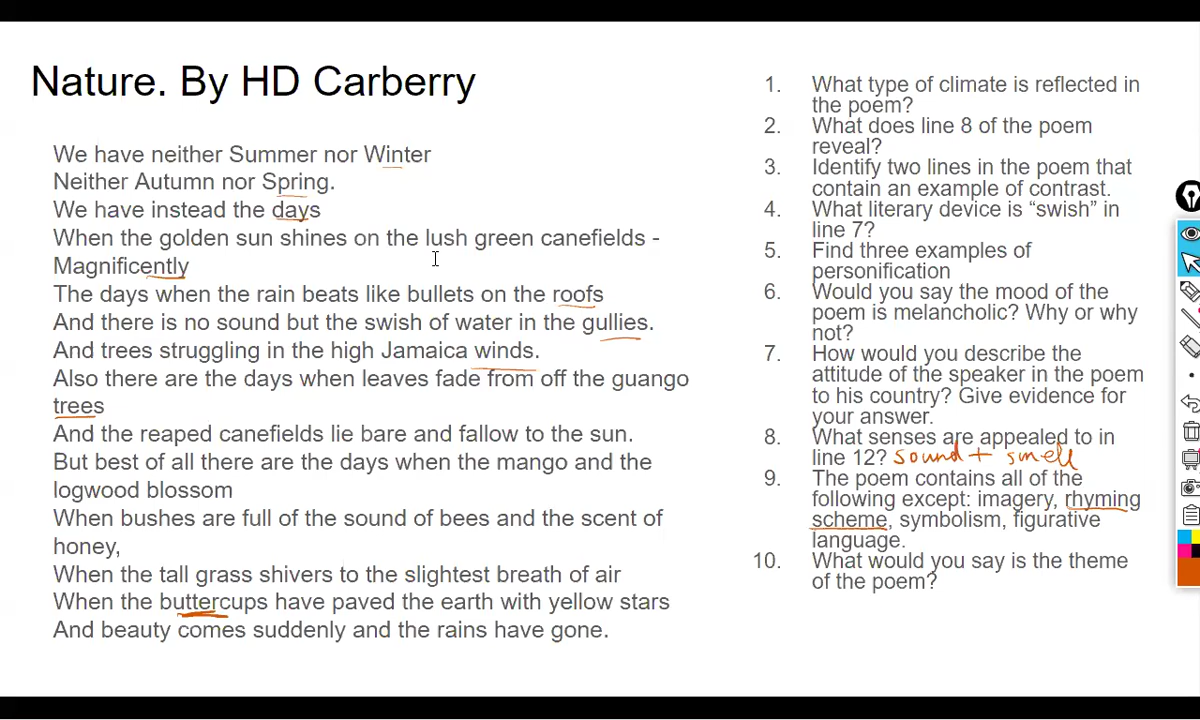 Nature. By HD Carberry
We have neither Summer nor Winter
Neither Autumn nor Spring.
We have instead the days
When the golden sun shines on the lush green canefields -
Magnificently
The days when the rain beats like bullets on the roofs
And there is no sound but the swish of water in the gullies.
And trees struggling in the high Jamaica winds.
Also there are the days when leaves fade from off the guango
trees
And the reaped canefields lie bare and fallow to the sun.
But best of all there are the days when the mango and the
logwood blossom
When bushes are full of the sound of bees and the scent of
honey,
When the tall grass shivers to the slightest breath of air
When the buttercups have paved the earth with yellow stars
And beauty comes suddenly and the rains have gone.
1. What type of climate is reflected in
the poem?
2. What does line 8 of the poem
reveal?
3. Identify two lines in the poem that
contain an example of contrast.
4. What literary device is “swish” in
line 7?
5. Find three examples of
personification
6. Would you say the mood of the
poem is melancholic? Why or why
not?
7. How would you describe the
attitude of the speaker in the poem
to his country? Give evidence for
your answer.
8. What senses are appealed to in
line 12? sound + smell
9. The poem contains all of the
following except: imagery, rhyming
scheme, symbolism, figurative
language.
10. What would you say is the theme
of the poem?